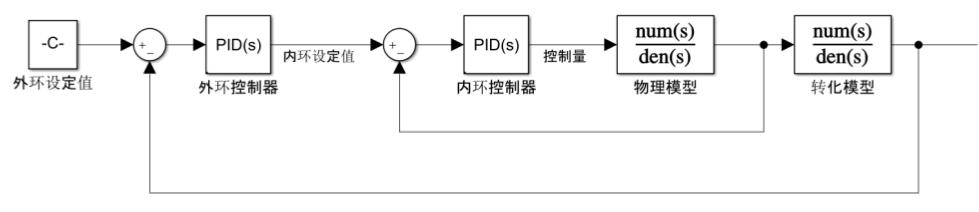 -C-
外环设定值
+
−
PID(s)
外环控制器
内环设定值
+
−
PID(s)
内环控制器
控制量
num(s)
den(s)
物理模型
num(s)
den(s)
转化模型